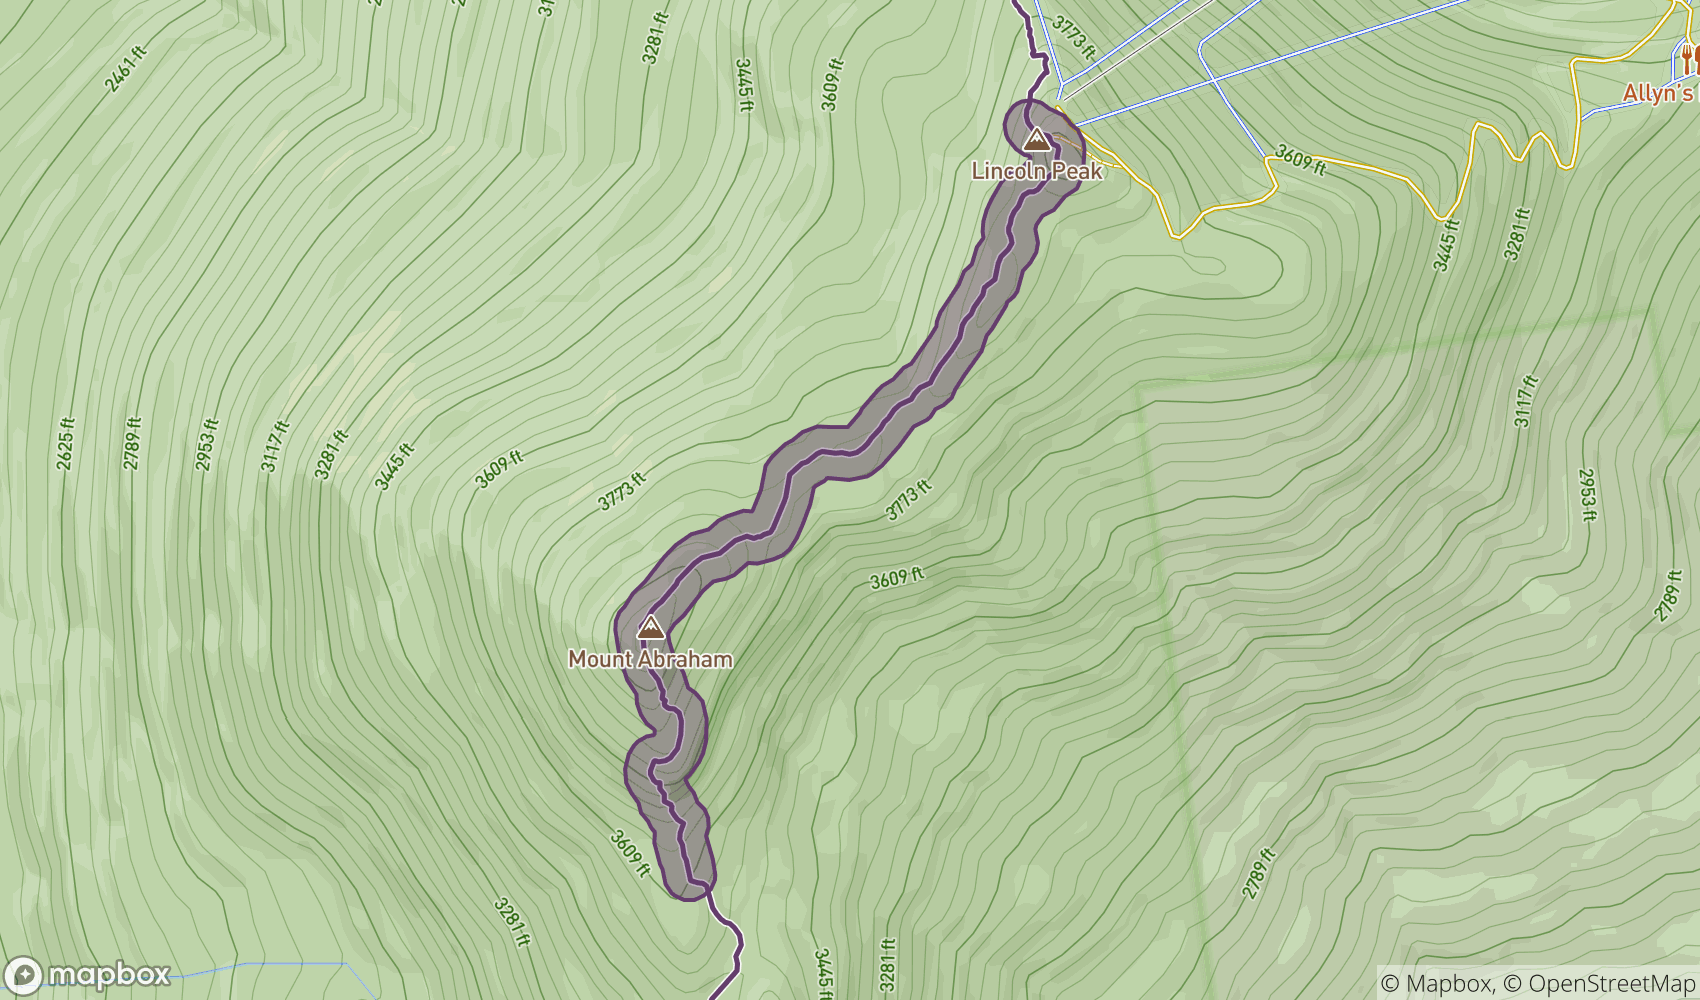 3773 ft
3281 ft
2461 ft
3445 ft
3609 ft
Allyn's
Lincoln Peak
3609 ft
3445 ft
3281 ft
3117 ft
2625 ft
2789 ft
2953 ft
3117 ft
3281 ft
3445 ft
3609 ft
3773 ft
3773 ft
2953 ft
3609 ft
2789 ft
Mount Abraham
3609 ft
2789 ft
3281 ft
3445 ft
3281 ft
mapbox
© Mapbox, © OpenStreetMap